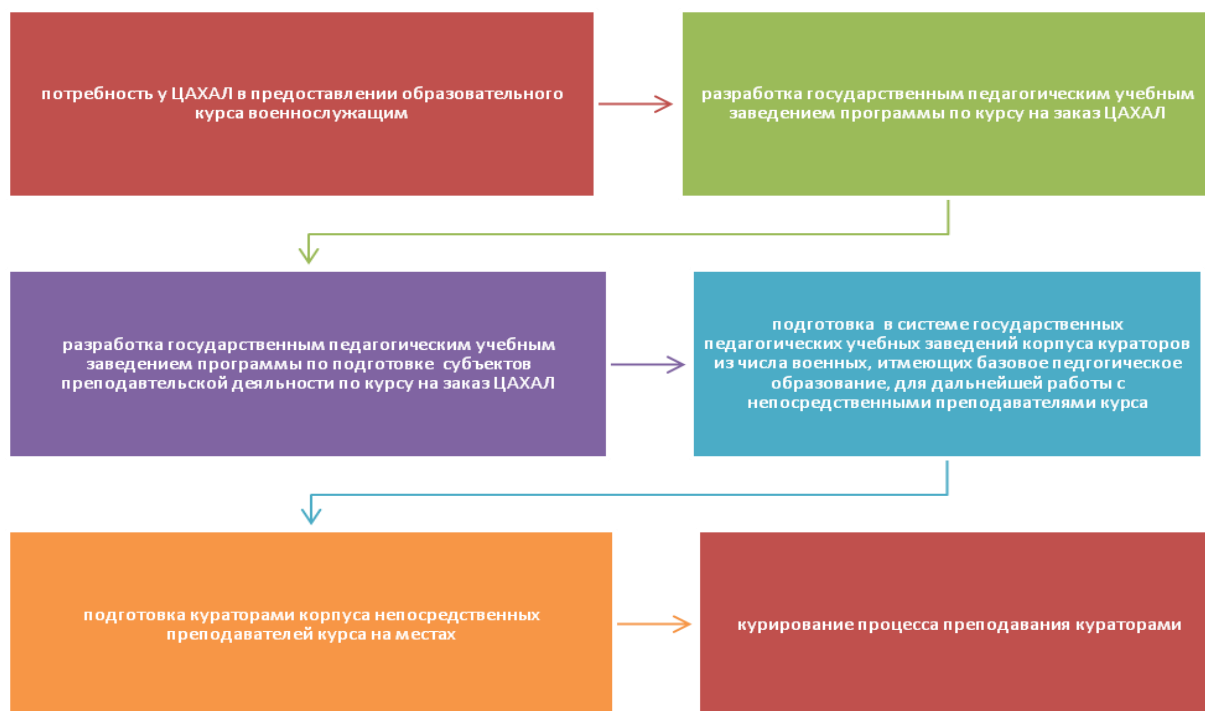 потребность у ЦАХАЛ в предоставлении образовательного
курса военнослужащим
разработка государственным педагогическим учебным
заведением программы по курсу на заказ ЦАХАЛ
разработка государственным педагогическим учебным
заведением программы по подготовке субъектов
преподавтельской деяльности по курсу на заказ ЦАХАЛ
подготовка в системе государственных
педагогических учебных заведений корпуса кураторов
из числа военных, итмеющих базовое педгогическое
образование, для дальнейшей работы с
непосредственными преподавателями курса
подготовка кураторами корпуса непосредственных
преподавателей курса на местах
курирование процесса преподавания кураторами